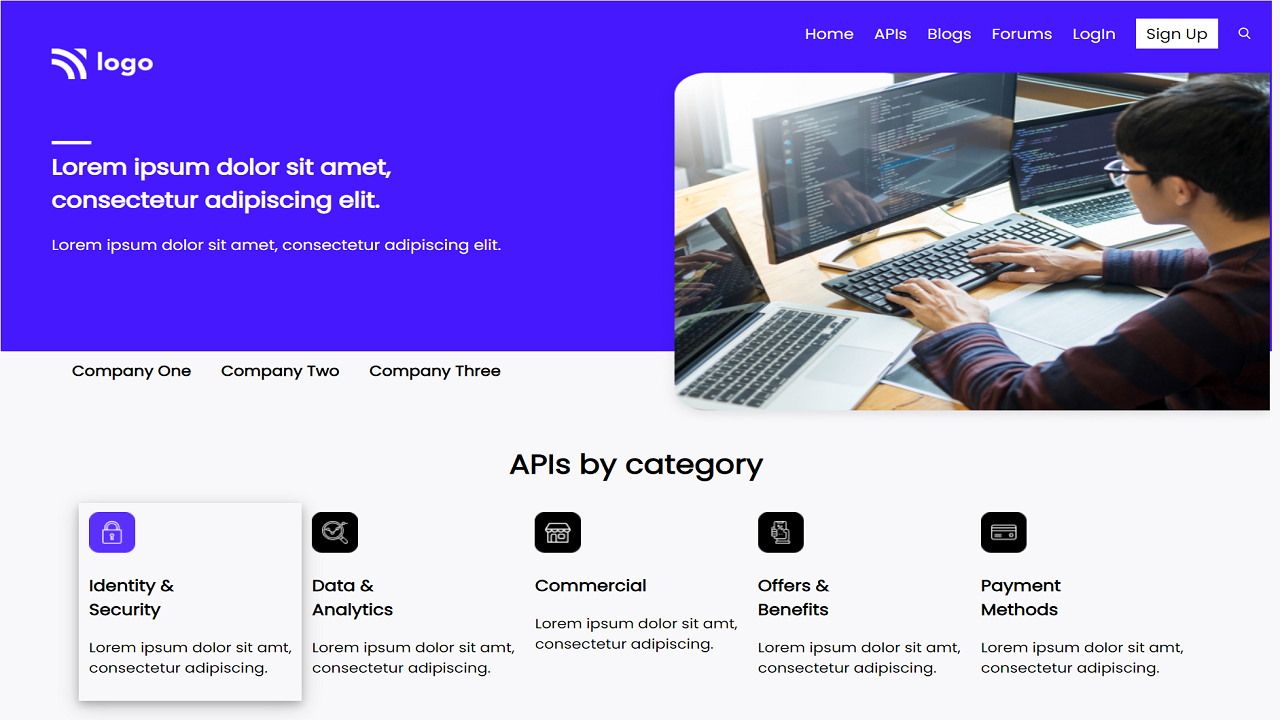 Home APIs Blogs Forums LogIn Sign Up
logo
Lorem ipsum dolor sit amet,
consectetur adipiscing elit.
Lorem ipsum dolor sit amet, consectetur adipiscing elit.
Company One Company Two Company Three
APIs by category
Identity &
Security
Lorem ipsum dolor sit amt,
consectetur adipiscing.
Data &
Analytics
Lorem ipsum dolor sit amt,
consectetur adipiscing.
Commercial
Lorem ipsum dolor sit amt,
consectetur adipiscing.
Offers &
Benefits
Lorem ipsum dolor sit amt,
consectetur adipiscing.
Payment
Methods
Lorem ipsum dolor sit amt,
consectetur adipiscing.